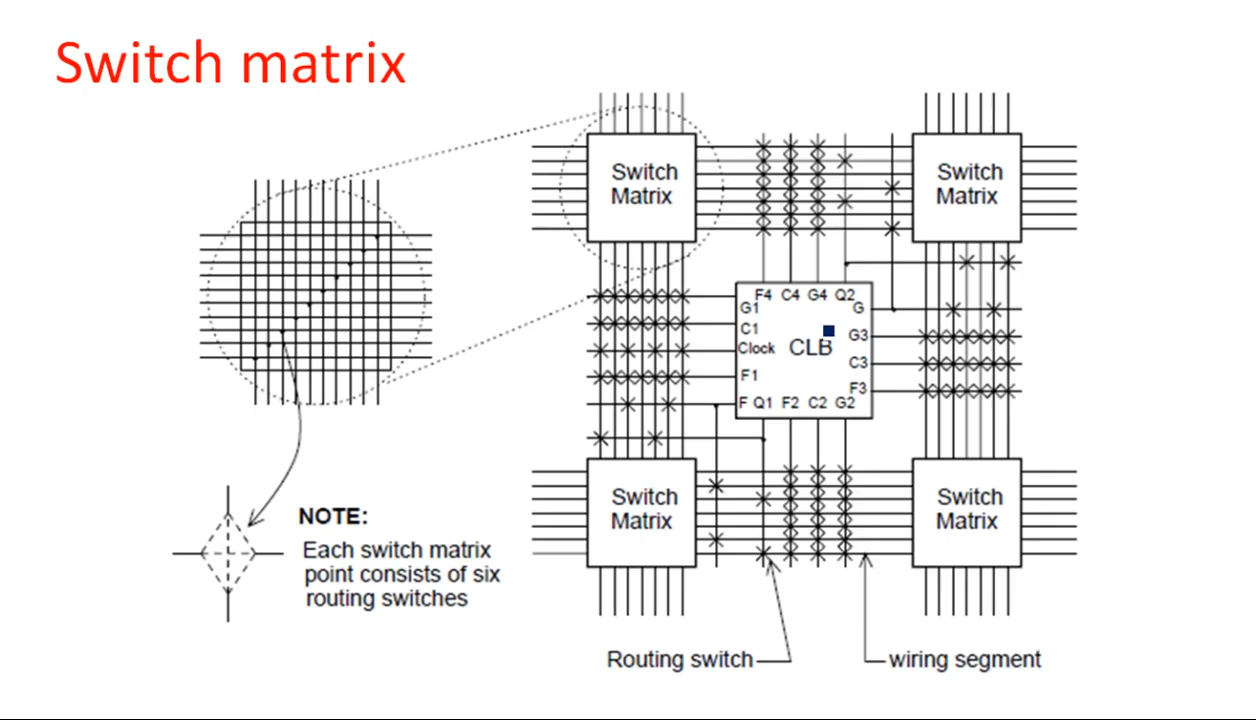 Switch matrix
Switch
Matrix
Switch
Matrix
F4 C4 G4 Q2
G1
G
C1
G3
Clock
CLB
C3
F1
F3
F Q1 F2 C2 G2
Switch
Matrix
Switch
Matrix
NOTE:
Each switch matrix
point consists of six
routing switches
Routing switch
wiring segment